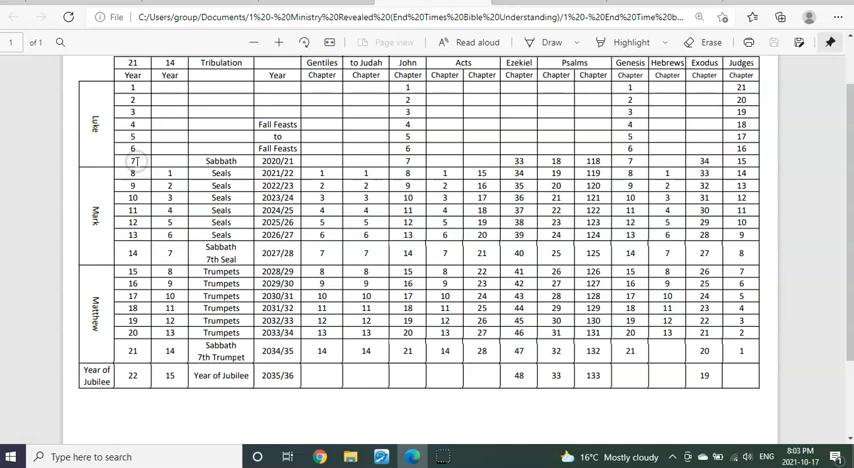 C:/Users/group/Documents/1%20-%20Ministry%20Revealed(End%20Times%20Bible%20Understanding)/1%20-%20End%20Time%20b...
1 of 1 Page view Read aloud Draw Highlight Erase
21 14 Tribulation Gentiles to Judah John Acts Ezekiel Psalms Genesis Hebrews Exodus Judges
Year Year Year Chapter Chapter Chapter Chapter Chapter Chapter Chapter Chapter Chapter Chapter Chapter Chapter
Luke
1 1 1 21
2 2 2 20
3 3 3 19
4 Fall Feasts 4 4 18
5 to 5 5 17
6 Fall Feasts 6 6 16
7 Sabbath 2020/21 7 33 18 118 7 34 15
Mark
8 1 Seals 2021/22 1 1 8 1 15 34 19 119 8 1 33 14
9 2 Seals 2022/23 2 2 9 2 16 35 20 120 9 2 32 13
10 3 Seals 2023/24 3 3 10 3 17 36 21 121 10 3 31 12
11 4 Seals 2024/25 4 4 11 4 18 37 22 122 11 4 30 11
12 5 Seals 2025/26 5 5 12 5 19 38 23 123 12 5 29 10
13 6 Seals 2026/27 6 6 13 6 20 39 24 124 13 6 28 9
14 7 Sabbath 2027/28 7 7 14 7 21 40 25 125 14 7 27 8
7th Seal
Matthew
15 8 Trumpets 2028/29 8 8 15 8 22 41 26 126 15 8 26 7
16 9 Trumpets 2029/30 9 9 16 9 23 42 27 127 16 9 25 6
17 10 Trumpets 2030/31 10 10 17 10 24 43 28 128 17 10 24 5
18 11 Trumpets 2031/32 11 11 18 11 25 44 29 129 18 11 23 4
19 12 Trumpets 2032/33 12 12 19 12 26 45 30 130 19 12 22 3
20 13 Trumpets 2033/34 13 13 20 13 27 46 31 131 20 13 21 2
21 14 Sabbath 2034/35 14 14 21 14 28 47 32 132 21 20 1
7th Trumpet
Year of
Jubilee
22 15 Year of Jubilee 2035/36 48 33 133 19
Type here to search
16°C Mostly cloudy ENG 8:03 PM
2021-10-17